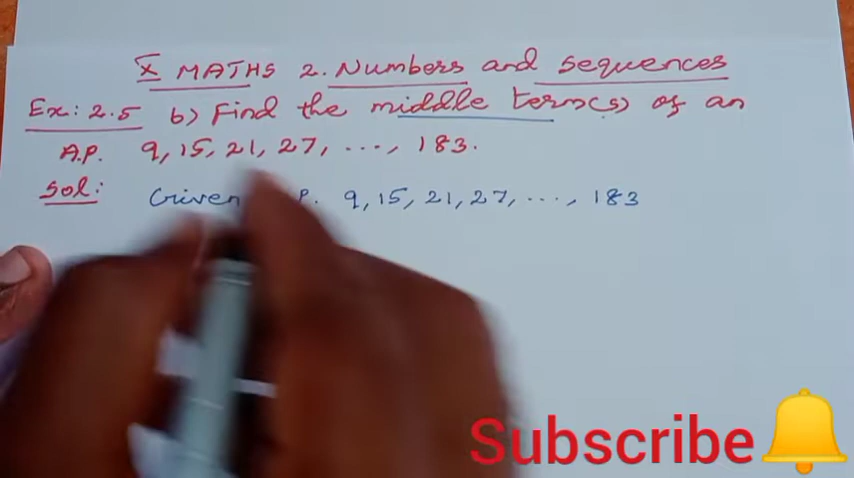 X MATHS 2. Numbers and sequences
Ex: 2.5 b) Find the middle term(s) of an
A.P. 9, 15, 21, 27, ..., 183.
Sol: Given P. 9, 15, 21, 27, ..., 183
Subscribe